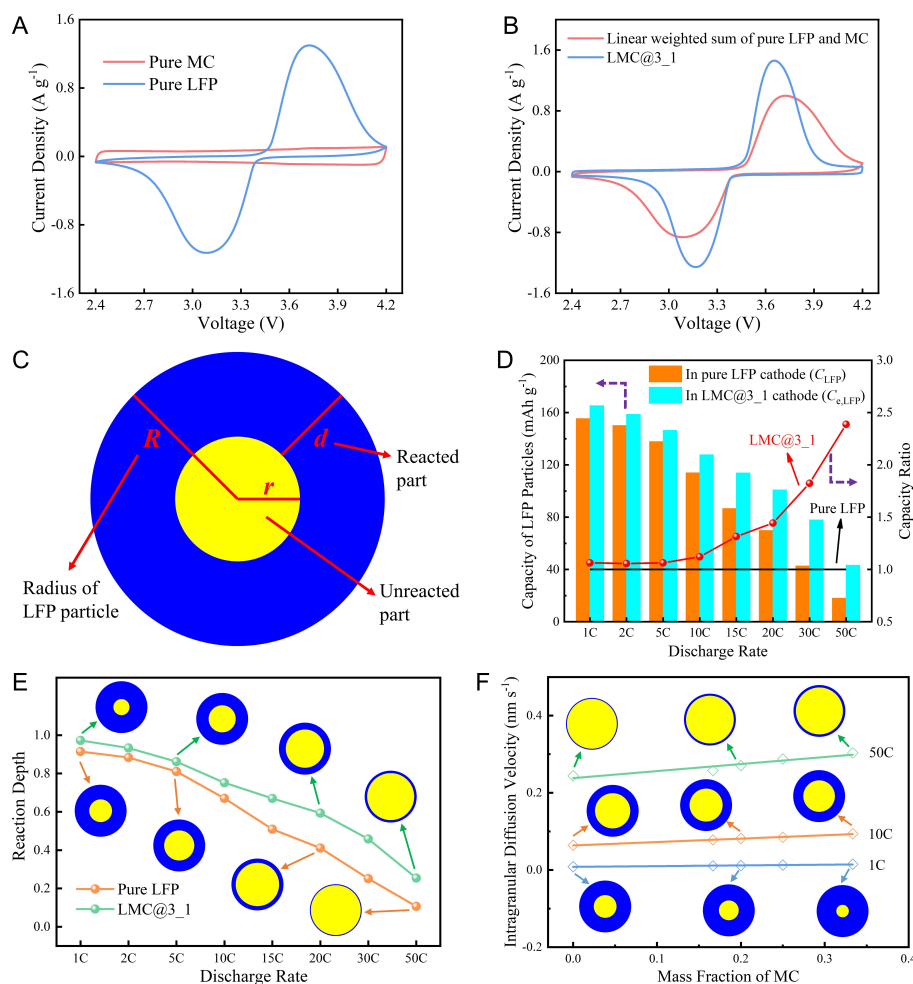 A
Pure MC
Pure LFP
Current Density (A g⁻¹)
1.6
0.8
0.0
-0.8
-1.6
2.4 2.7 3.0 3.3 3.6 3.9 4.2
Voltage (V)
B
Linear weighted sum of pure LFP and MC
LMC@3_1
Current Density (A g⁻¹)
1.6
0.8
0.0
-0.8
-1.6
2.4 2.7 3.0 3.3 3.6 3.9 4.2
Voltage (V)
C
R
d
r
Reacted
part
Radius of
LFP particle
Unreacted
part
D
In pure LFP cathode (C_LFP)
In LMC@3_1 cathode (C_e,LFP)
LMC@3_1
Pure LFP
Capacity of LFP Particles (mAh g⁻¹)
200
160
120
80
40
0
Capacity Ratio
3.0
2.5
2.0
1.5
1.0
0.5
1C 2C 5C 10C 15C 20C 30C 50C
Discharge Rate
E
Reaction Depth
1.0
0.8
0.6
0.4
0.2
0.0
Pure LFP
LMC@3_1
1C 2C 5C 10C 15C 20C 30C 50C
Discharge Rate
F
Intragranular Diffusion Velocity (nm s⁻¹)
0.4
0.2
0.0
-0.2
50C
10C
1C
0.0 0.1 0.2 0.3 0.4
Mass Fraction of MC